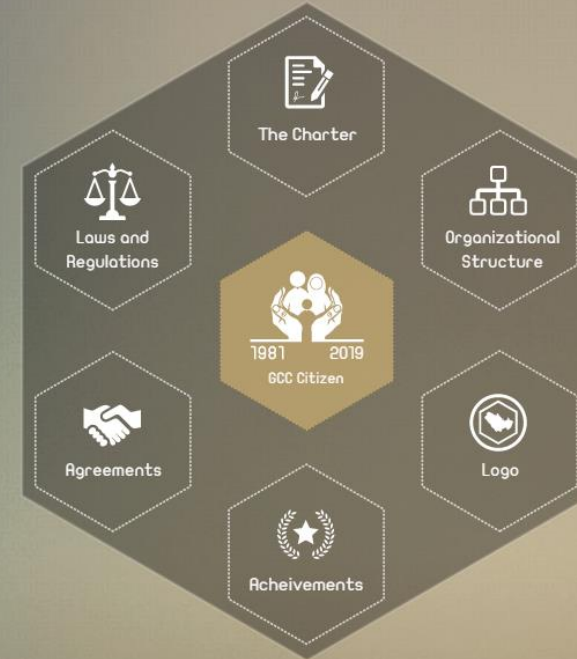 The Charter
Laws and
Regulations
Organizational
Structure
1981 2019
GCC Citizen
Agreements
Logo
Acheivements